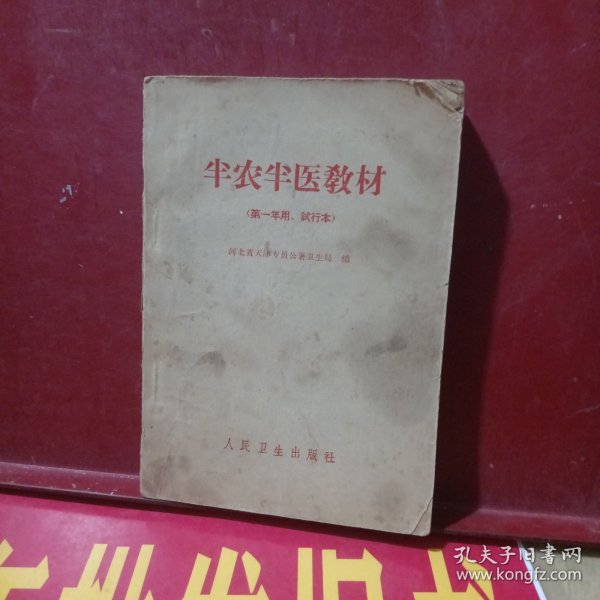 半农半医教材
(第一年用、試行本)
河北省天津专員公署卫生局 編
人民卫生出版社
孔夫子旧书网
www.kongfz.com